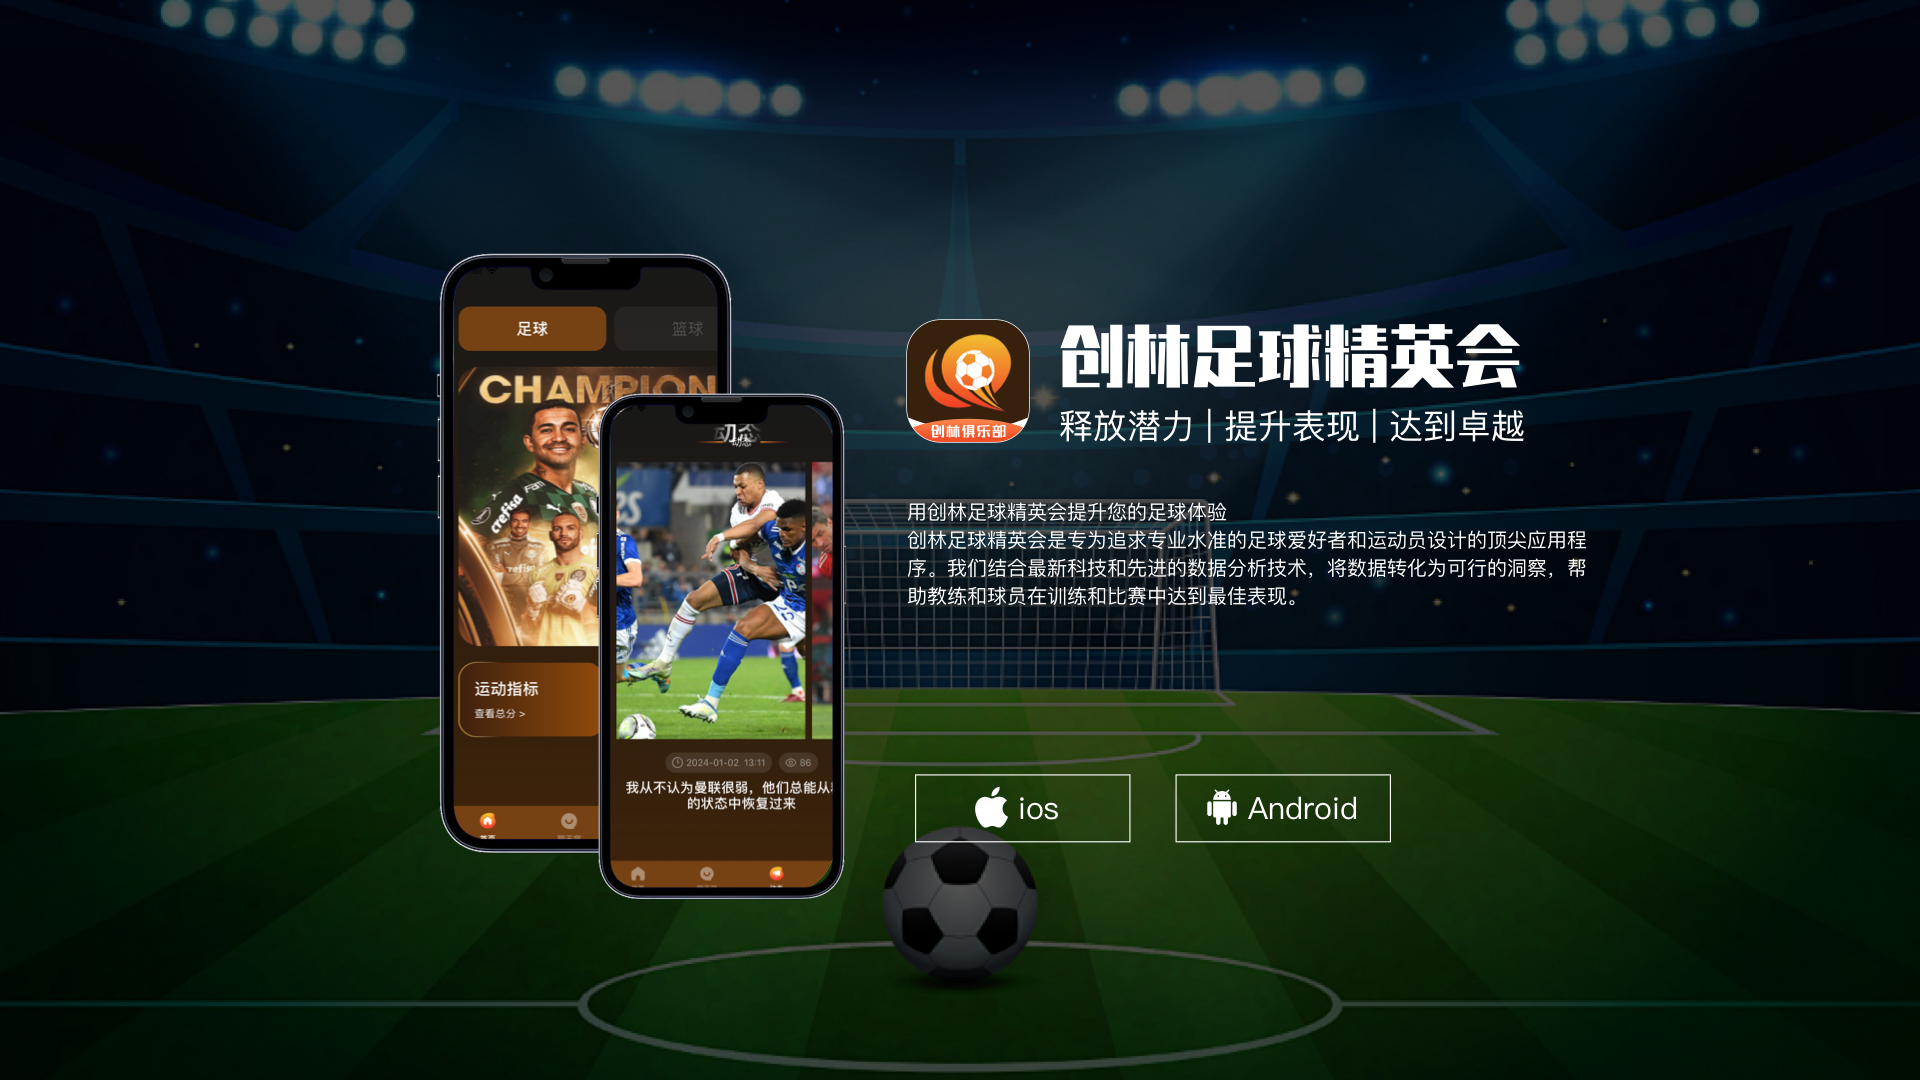 足球
篮球
CHAMPION
crefisa
FAM
crefisa
运动指标
查看总分 >
首页
动态
2024-01-02 13:11
86
我从不认为曼联很弱，他们总能从
的状态中恢复过来
创林俱乐部
创林足球精英会
释放潜力 | 提升表现 | 达到卓越
用创林足球精英会提升您的足球体验
创林足球精英会是专为追求专业水准的足球爱好者和运动员设计的顶尖应用程
序。我们结合最新科技和先进的数据分析技术，将数据转化为可行的洞察，帮
助教练和球员在训练和比赛中达到最佳表现。
ios
Android